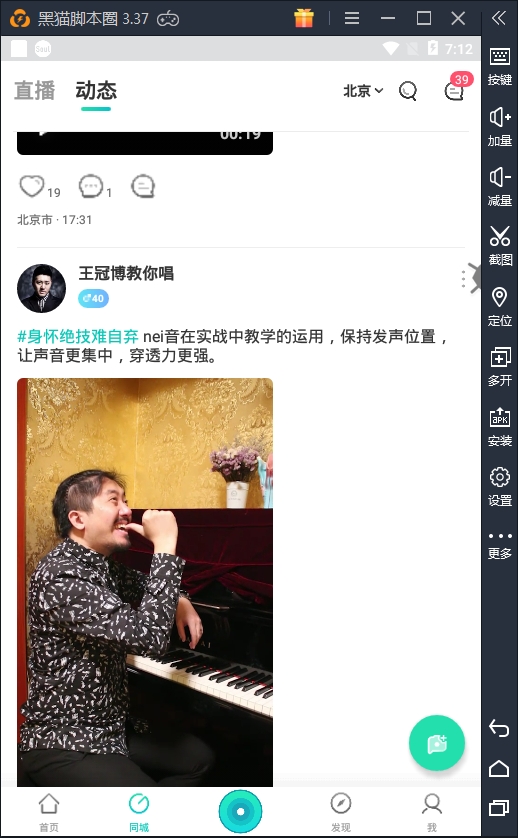 黑猫脚本圈 3.37
7:12
直播 动态 北京 39
00:19
19 1
北京市 · 17:31
王冠博教你唱
♂40
#身怀绝技难自弃 nei音在实战中教学的运用，保持发声位置，
让声音更集中，穿透力更强。
首页 同城 发现 我
按键
加量
减量
截图
定位
多开
APK
安装
设置
更多